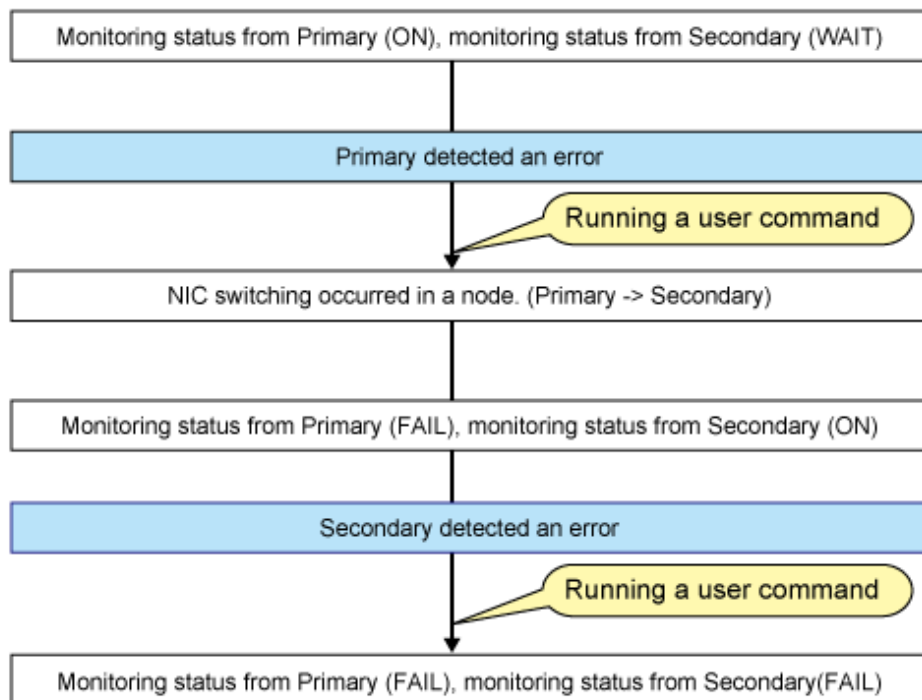 Monitoring status from Primary (ON), monitoring status from Secondary (WAIT)
Primary detected an error
Running a user command
NIC switching occurred in a node. (Primary -> Secondary)
Monitoring status from Primary (FAIL), monitoring status from Secondary (ON)
Secondary detected an error
Running a user command
Monitoring status from Primary (FAIL), monitoring status from Secondary(FAIL)